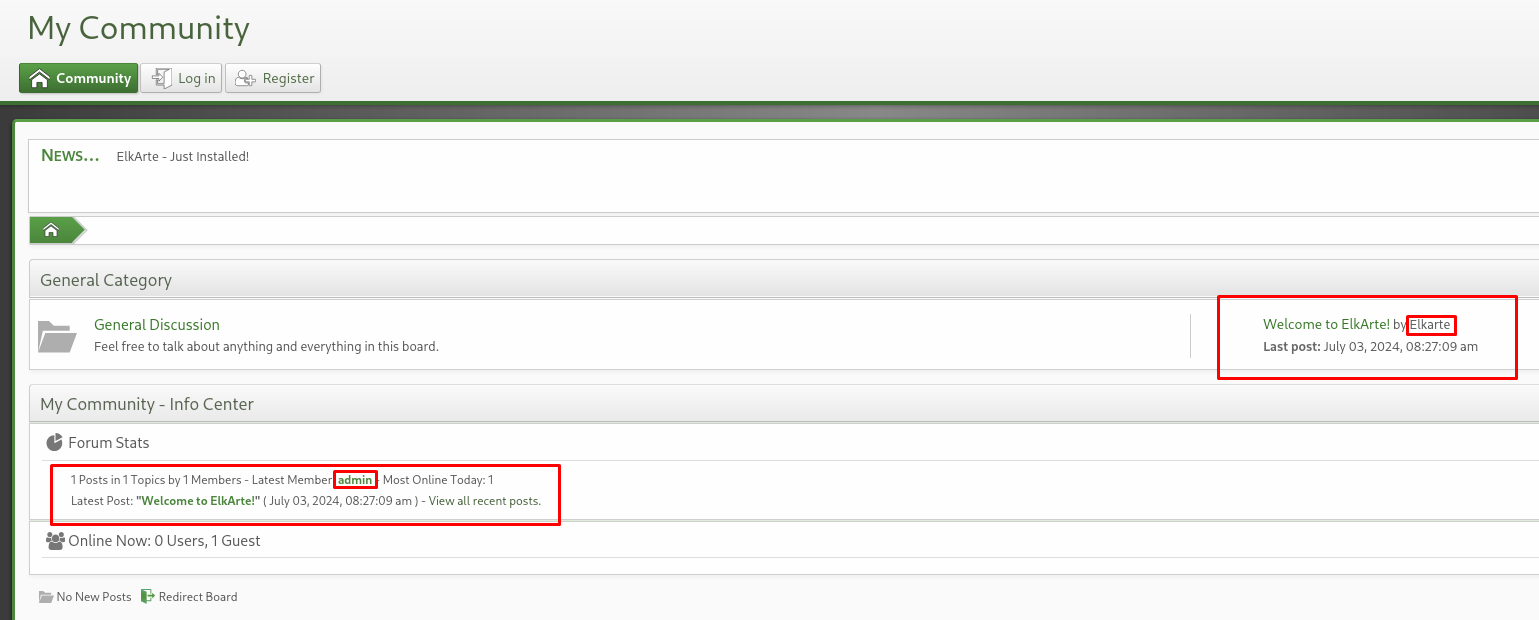 My Community
Community Log in Register
News... ElkArte - Just Installed!
General Category
General Discussion
Feel free to talk about anything and everything in this board.
Welcome to ElkArte! by Elkarte
Last post: July 03, 2024, 08:27:09 am
My Community - Info Center
Forum Stats
1 Posts in 1 Topics by 1 Members - Latest Member admin - Most Online Today: 1
Latest Post: "Welcome to ElkArte!" ( July 03, 2024, 08:27:09 am ) - View all recent posts.
Online Now: 0 Users, 1 Guest
No New Posts Redirect Board